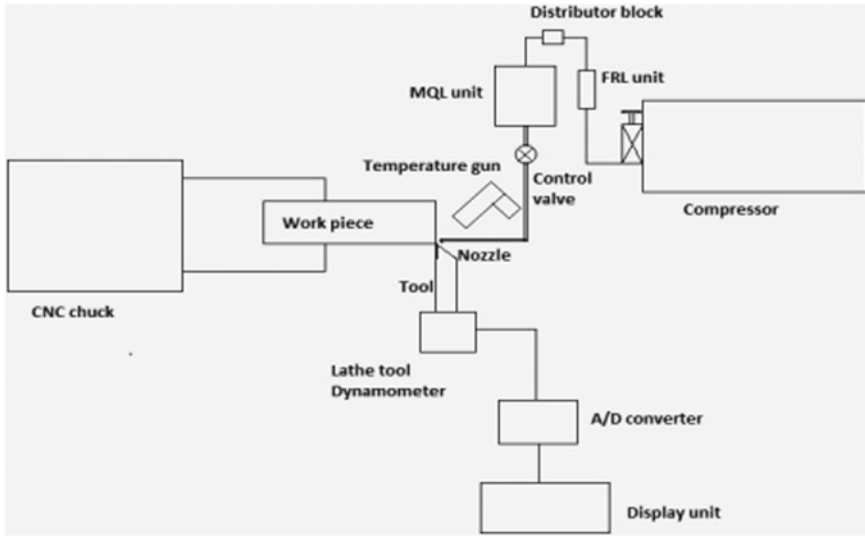 Distributor block
FRL unit
MQL unit
Temperature gun
Control
valve
Compressor
Work piece
Nozzle
Tool
CNC chuck
Lathe tool
Dynamometer
A/D converter
Display unit